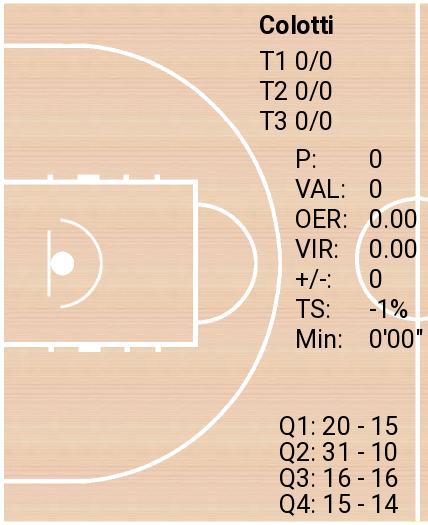 Colotti
T1 0/0
T2 0/0
T3 0/0
P: 0
VAL: 0
OER: 0.00
VIR: 0.00
+/-: 0
TS: -1%
Min: 0'00"
Q1: 20 - 15
Q2: 31 - 10
Q3: 16 - 16
Q4: 15 - 14